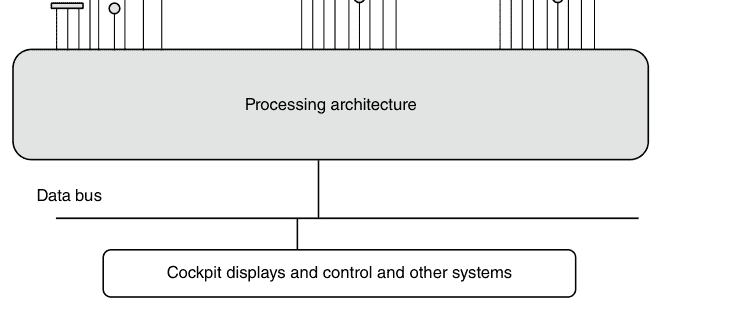 Processing architecture
Data bus
Cockpit displays and control and other systems